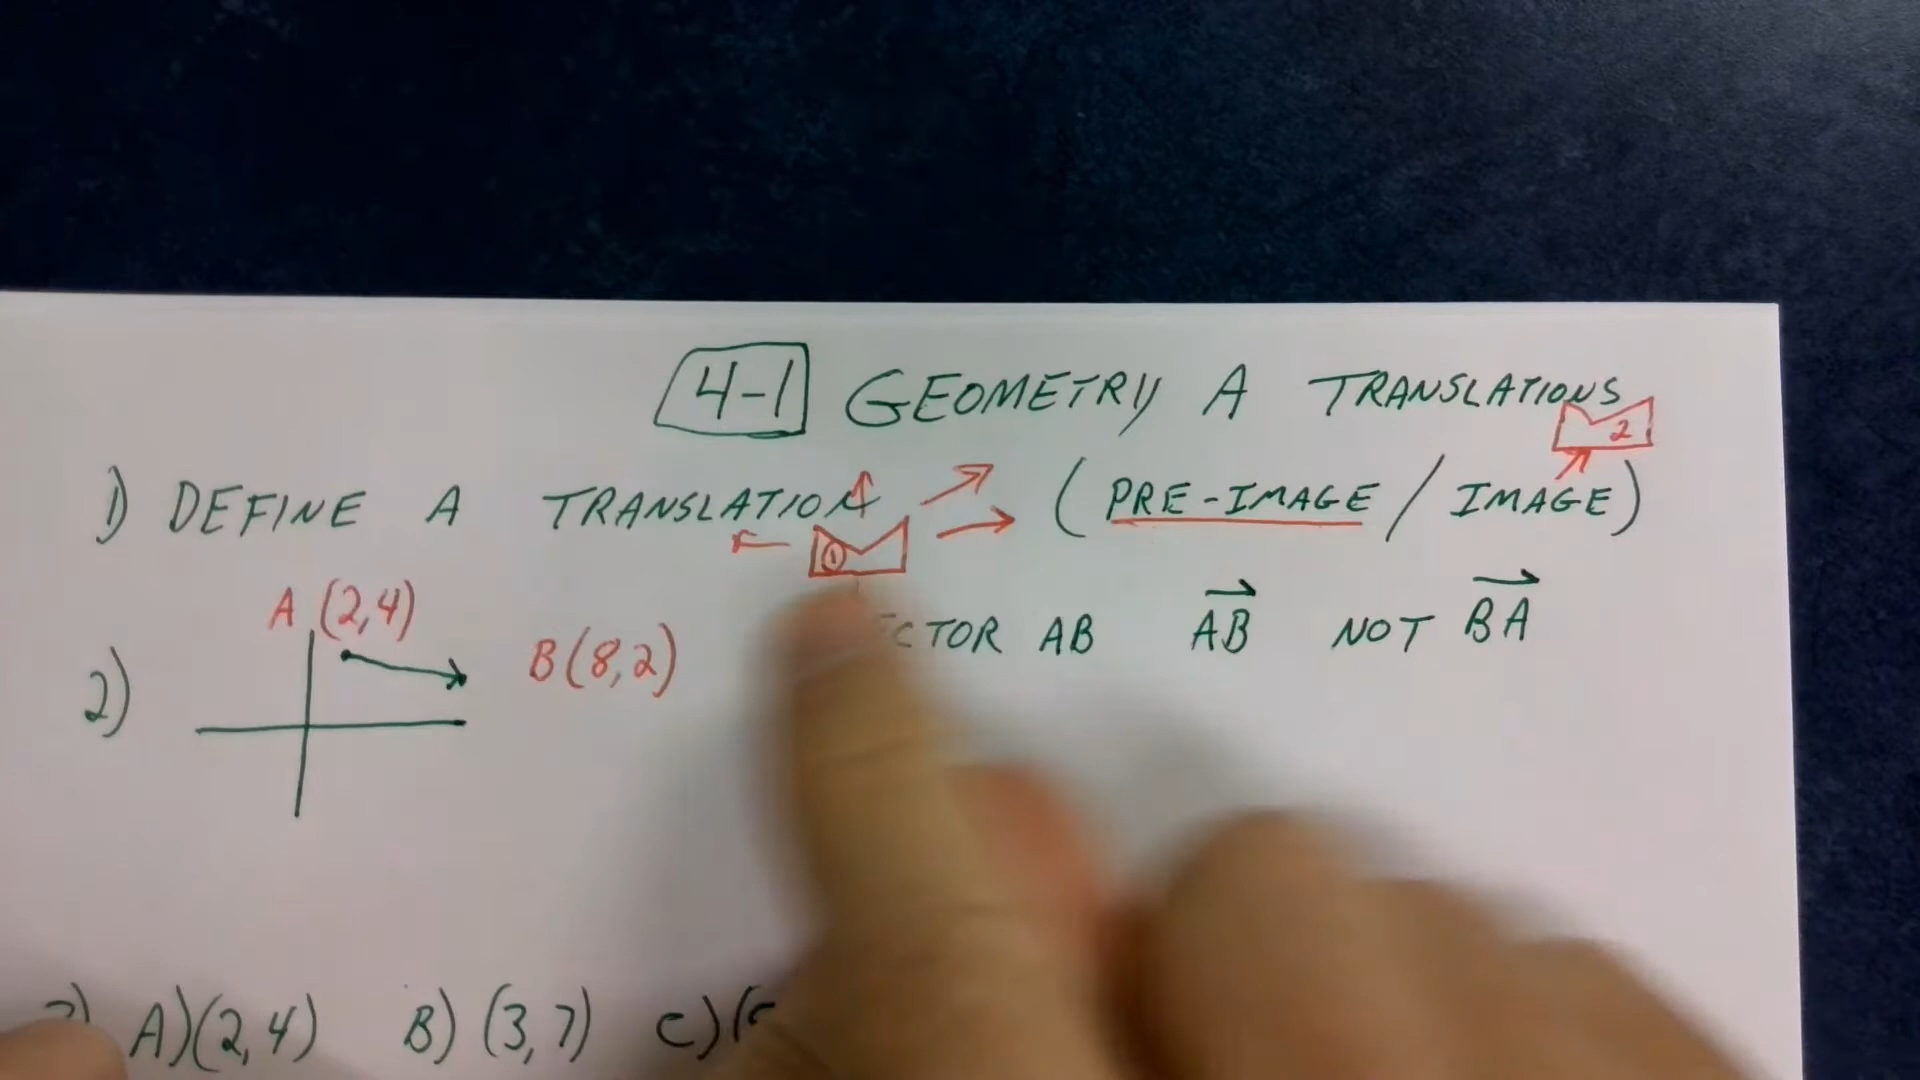 4-1 GEOMETRY A TRANSLATIONS
2
1) DEFINE A TRANSLATION (PRE-IMAGE / IMAGE)
1
A (2,4)
2) B(8,2) AB AB NOT BA
A)(2,4) B) (3,7) C)(